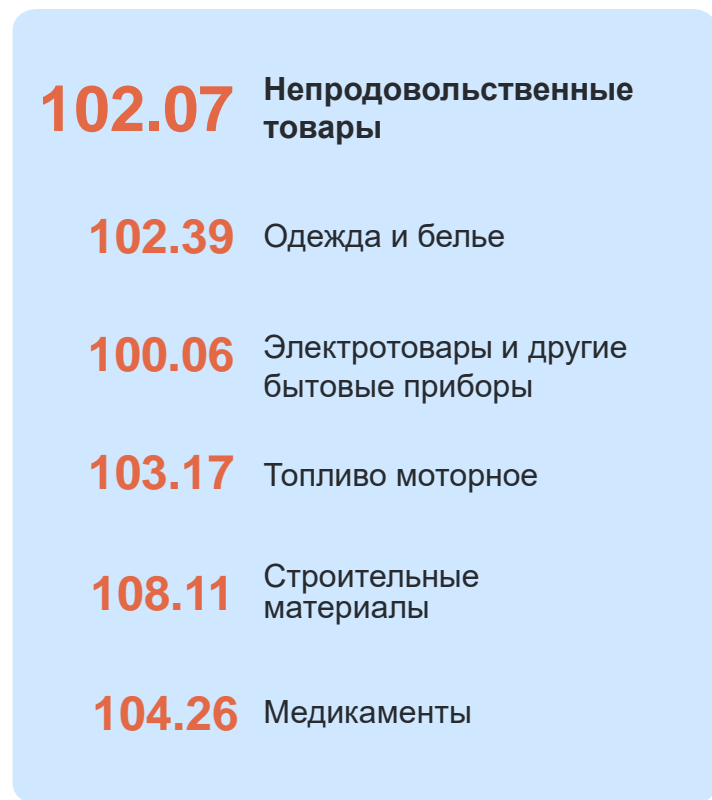 102.07 Непродовольственные
товары
102.39 Одежда и белье
100.06 Электротовары и другие
бытовые приборы
103.17 Топливо моторное
108.11 Строительные
материалы
104.26 Медикаменты